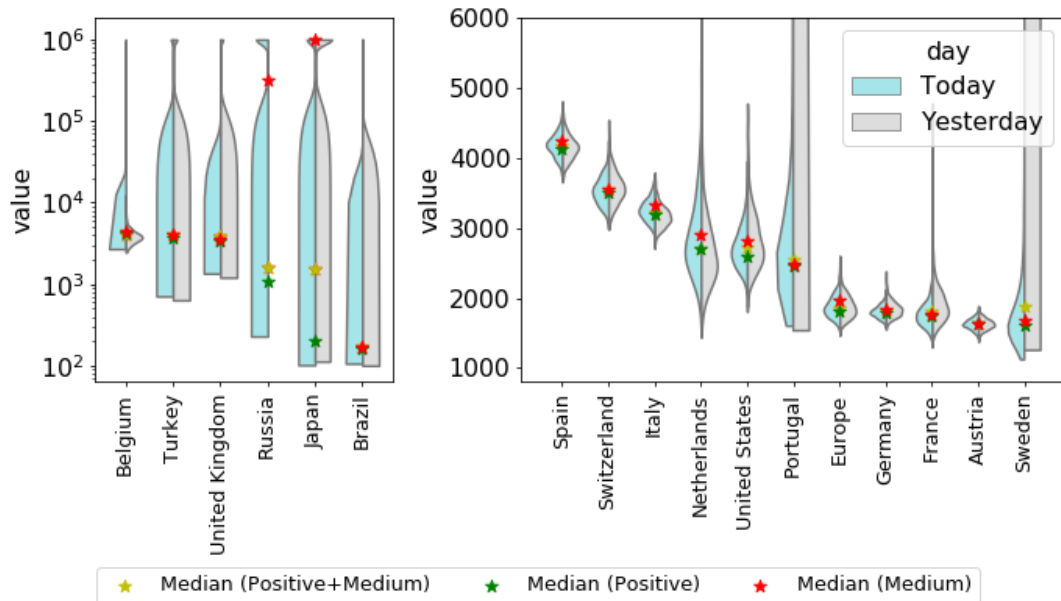 value
10^6
10^5
10^4
10^3
10^2
Belgium
Turkey
United Kingdom
Russia
Japan
Brazil
value
6000
5000
4000
3000
2000
1000
day
Today
Yesterday
Spain
Switzerland
Italy
Netherlands
United States
Portugal
Europe
Germany
France
Austria
Sweden
Median (Positive+Medium)
Median (Positive)
Median (Medium)